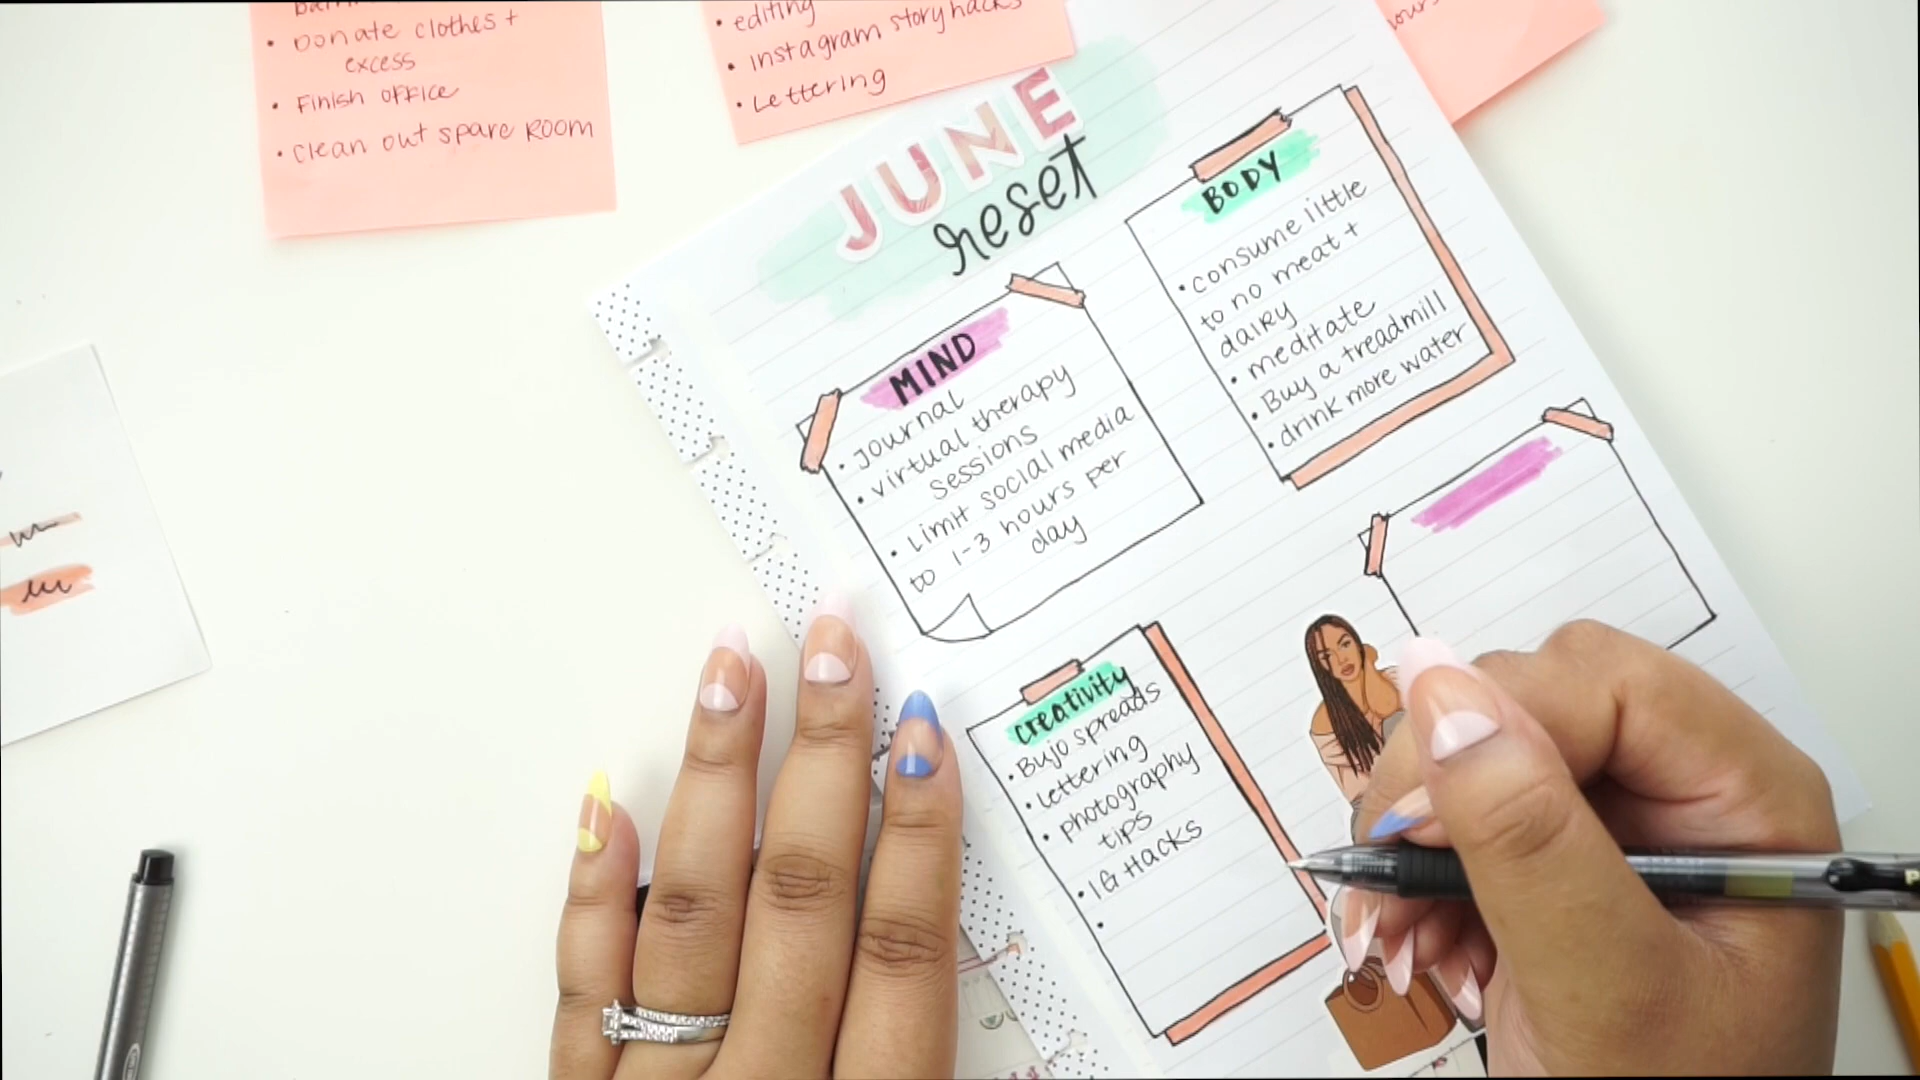 • Donate clothes +
excess
• Finish office
• Clean out spare room
• editing
• instagram story hacks
• Lettering
JUNE
reset
MIND
• Journal
• virtual therapy
sessions
• Limit social media
to 1-3 hours per
day
BODY
• consume little
to no meat +
dairy
• meditate
• Buy a treadmill
• drink more water
creativity
• Bujo spreads
• lettering
• photography
tips
• IG Hacks
•